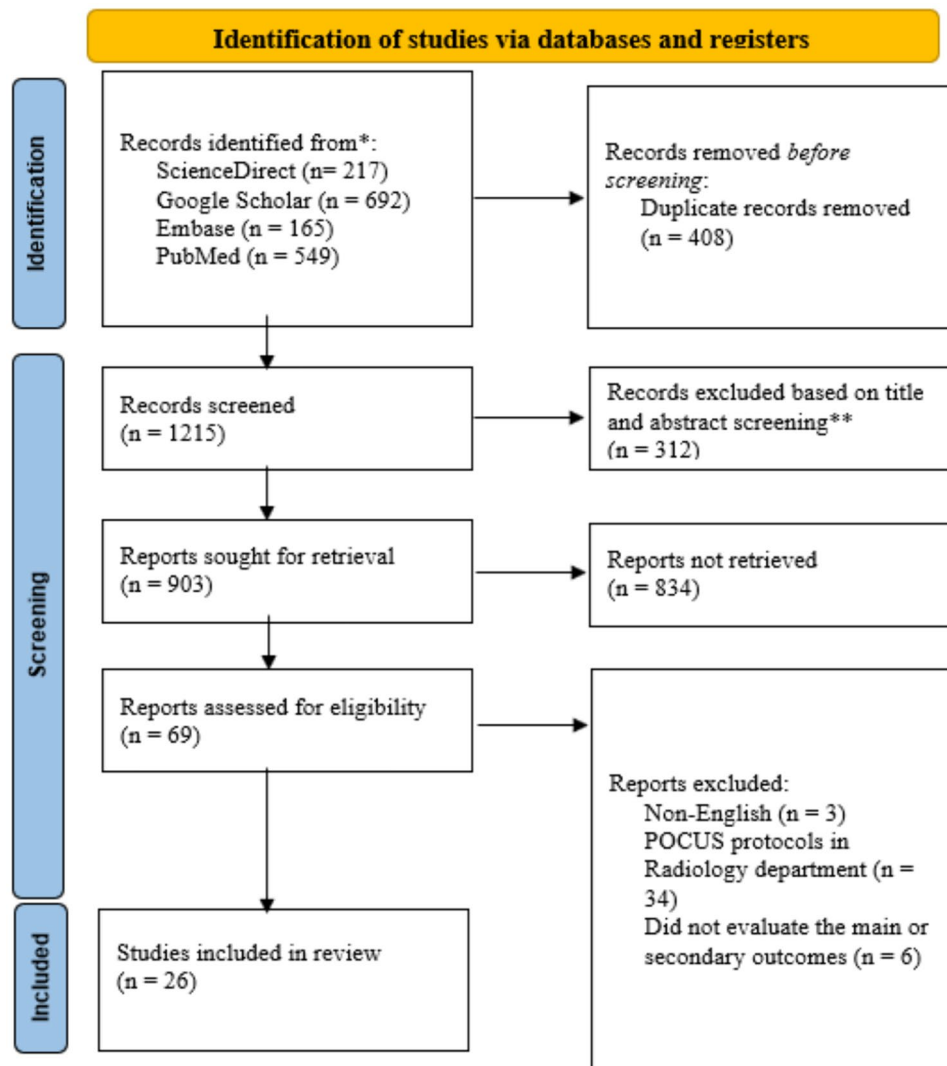 Identification of studies via databases and registers
Identification
Records identified from*:
ScienceDirect (n= 217)
Google Scholar (n = 692)
Embase (n = 165)
PubMed (n = 549)
Records removed before
screening:
Duplicate records removed
(n = 408)
Screening
Records screened
(n = 1215)
Records excluded based on title
and abstract screening**
(n = 312)
Reports sought for retrieval
(n = 903)
Reports not retrieved
(n = 834)
Reports assessed for eligibility
(n = 69)
Reports excluded:
Non-English (n = 3)
POCUS protocols in
Radiology department (n =
34)
Did not evaluate the main or
secondary outcomes (n = 6)
Included
Studies included in review
(n = 26)